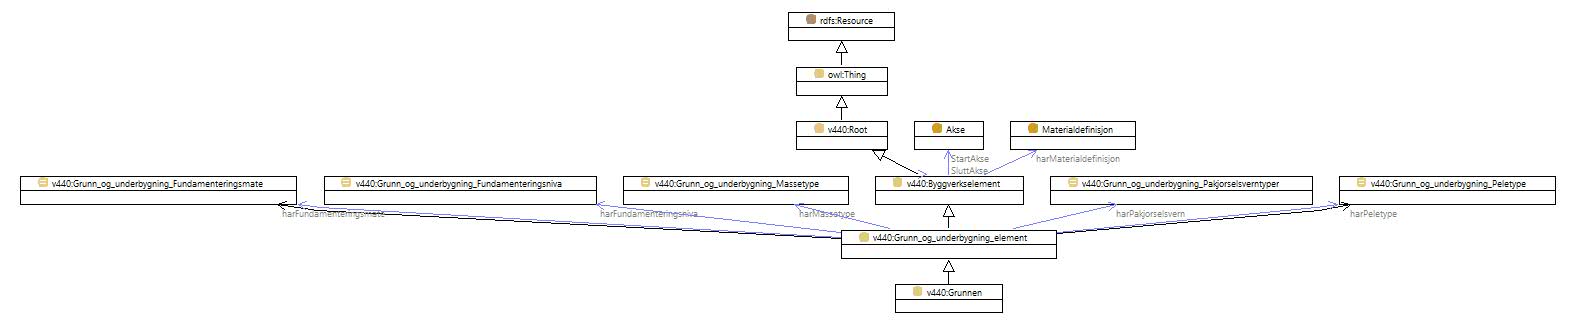 rdfs:Resource
owl:Thing
v440:Root
Akse
Materialdefinisjon
StartAkse
SluttAkse
harMaterialdefinisjon
v440:Grunn_og_underbygning_Fundamenteringsmate
v440:Grunn_og_underbygning_Fundamenteringsniva
v440:Grunn_og_underbygning_Massetype
v440:Byggverkselement
v440:Grunn_og_underbygning_Pakjorselsverntyper
v440:Grunn_og_underbygning_Peletype
harFundamenteringsmate
harFundamenteringsniva
harMassetype
harPakjorselsvern
harPeletype
v440:Grunn_og_underbygning_element
v440:Grunnen